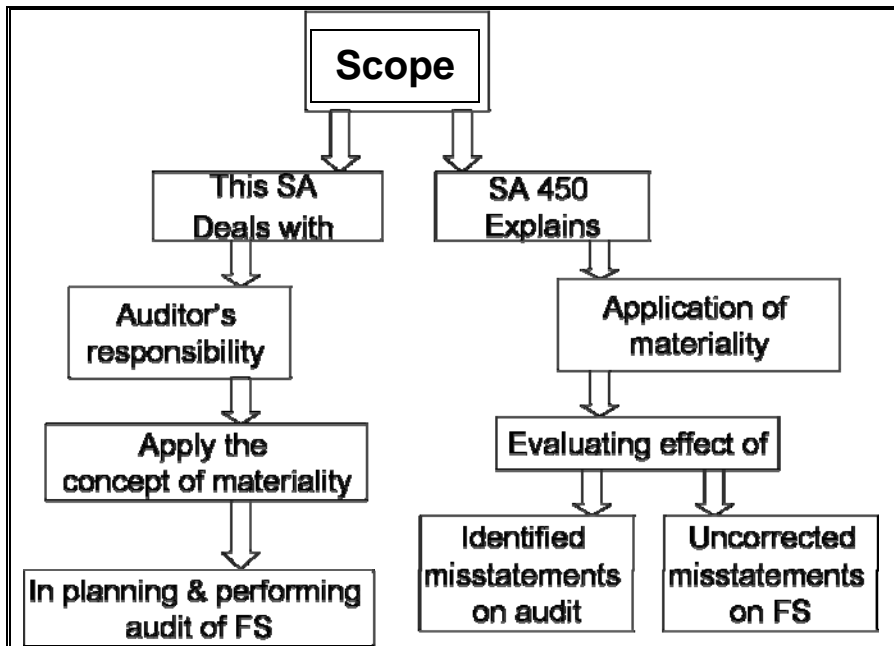 Scope
This SA
Deals with
SA 450
Explains
Auditor's
responsibility
Application of
materiality
Apply the
concept of materiality
Evaluating effect of
In planning & performing
audit of FS
Identified
misstatements
on audit
Uncorrected
misstatements
on FS